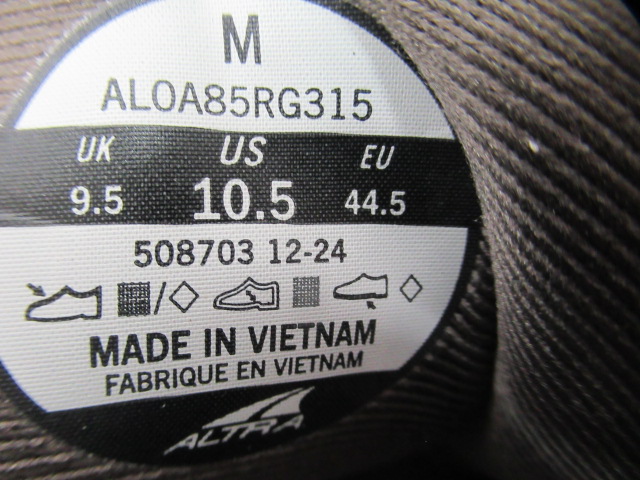 M
ALOA85RG315
UK US EU
9.5 10.5 44.5
508703 12-24
/
MADE IN VIETNAM
FABRIQUE EN VIETNAM
ALTRA